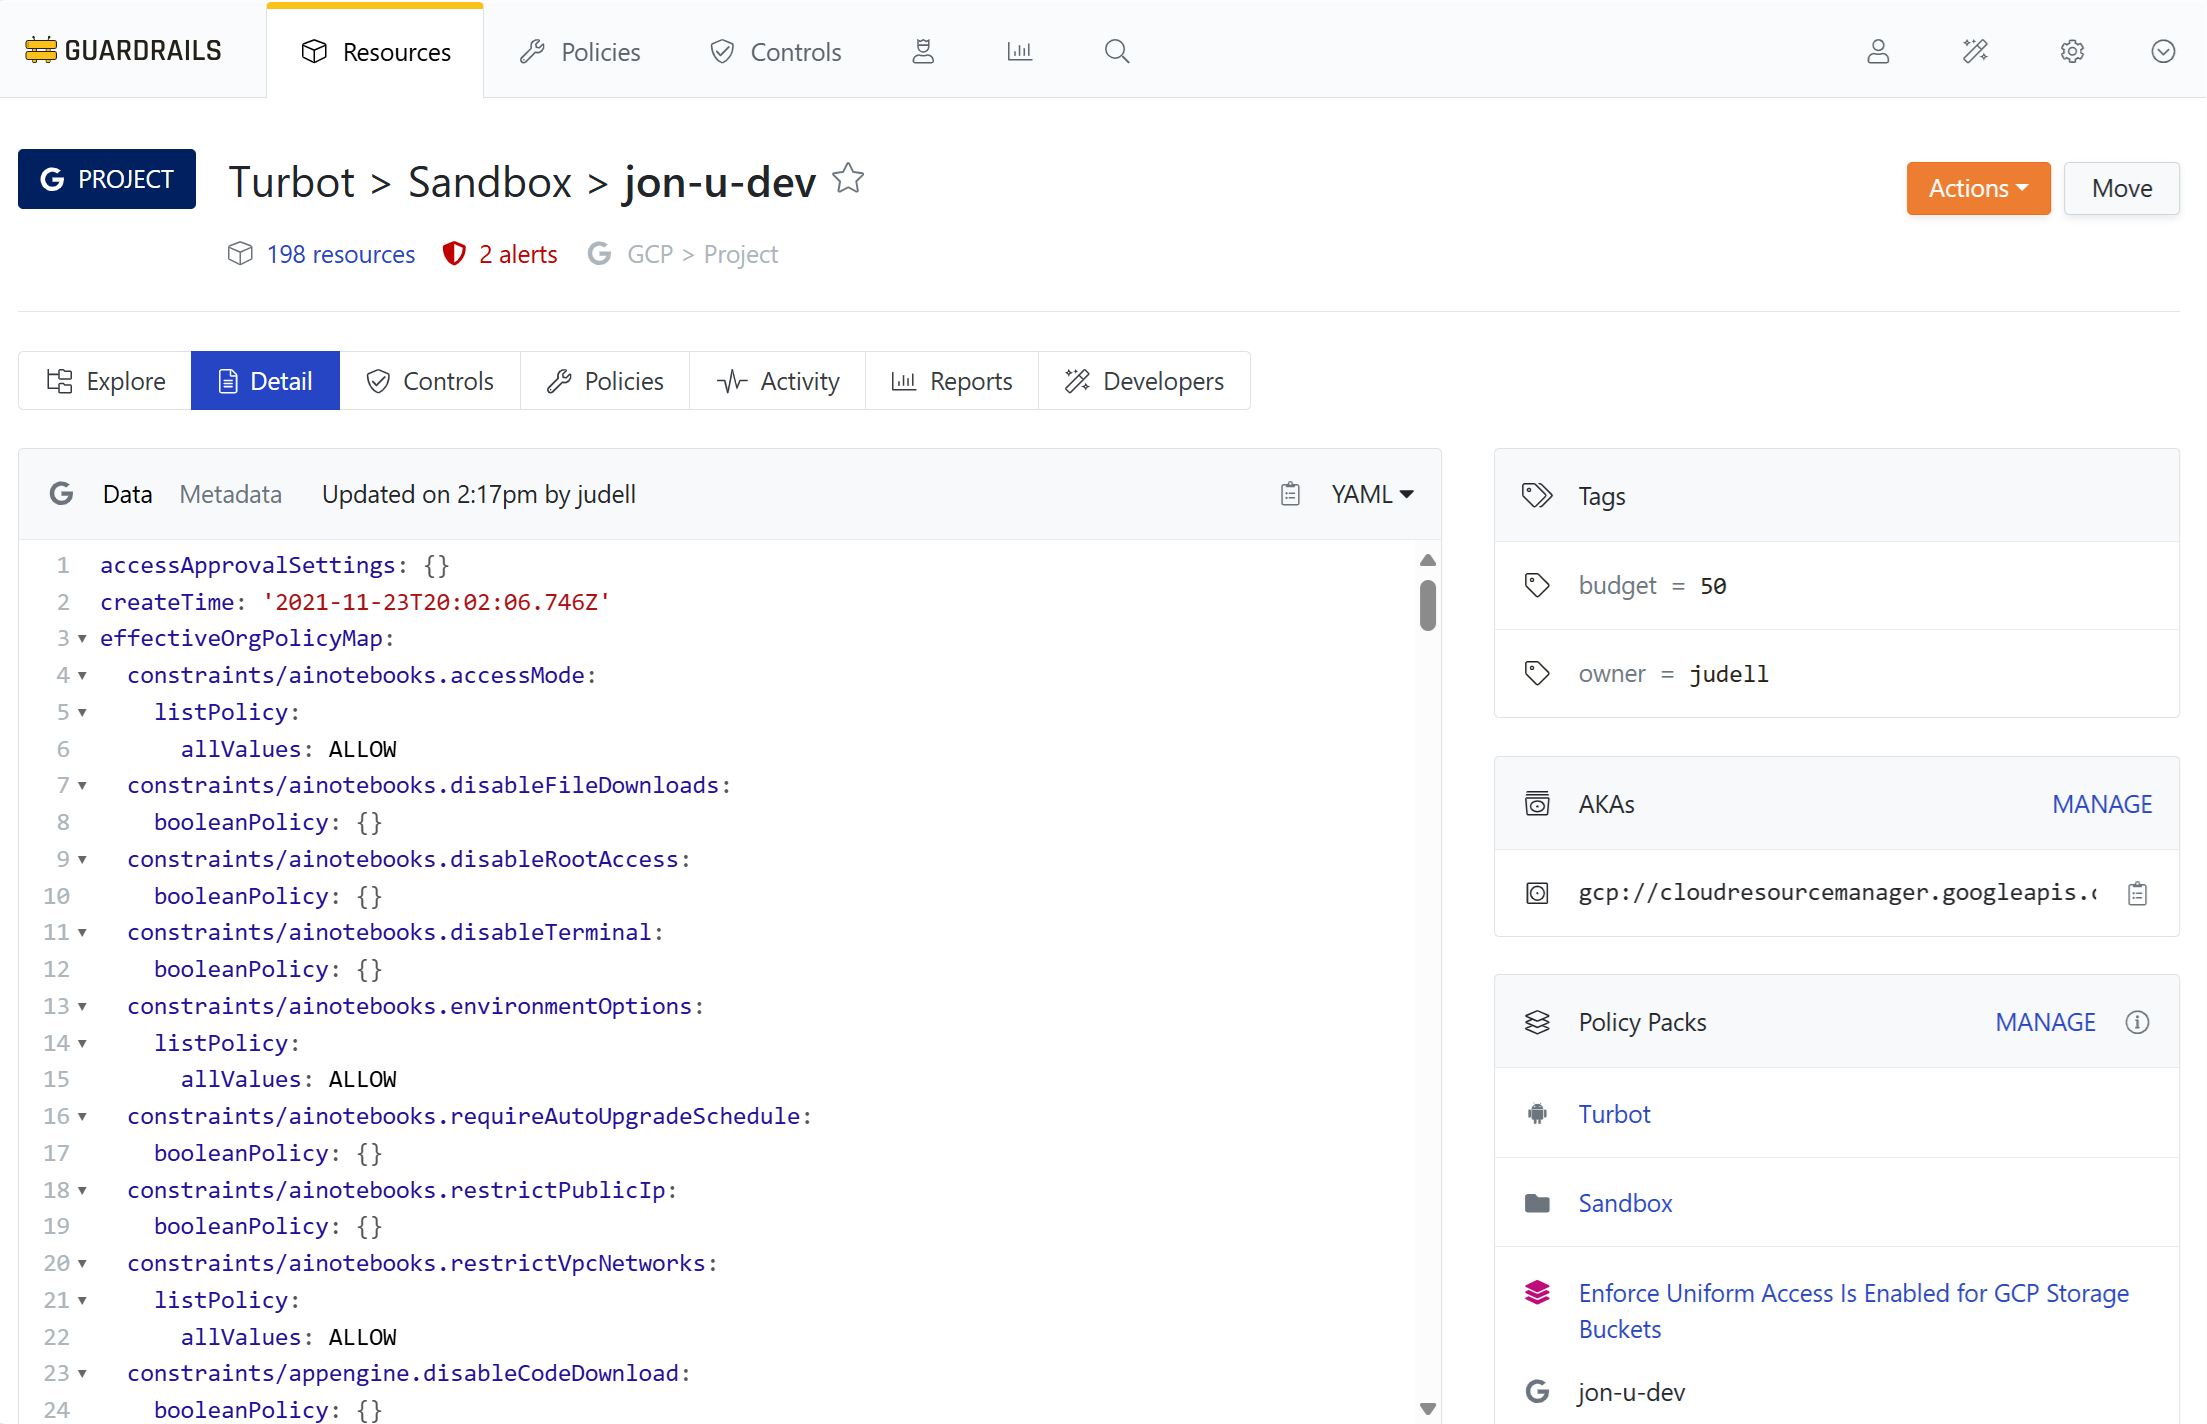 GUARDRAILS
Resources
Policies
Controls
G PROJECT
Turbot > Sandbox > jon-u-dev
Actions
Move
198 resources
2 alerts
G GCP > Project
Explore
Detail
Controls
Policies
Activity
Reports
Developers
G Data Metadata Updated on 2:17pm by judell
YAML
1 accessApprovalSettings: {}
2 createTime: '2021-11-23T20:02:06.746Z'
3 effectiveOrgPolicyMap:
4 constraints/ainotebooks.accessMode:
5 listPolicy:
6 allValues: ALLOW
7 constraints/ainotebooks.disableFileDownloads:
8 booleanPolicy: {}
9 constraints/ainotebooks.disableRootAccess:
10 booleanPolicy: {}
11 constraints/ainotebooks.disableTerminal:
12 booleanPolicy: {}
13 constraints/ainotebooks.environmentOptions:
14 listPolicy:
15 allValues: ALLOW
16 constraints/ainotebooks.requireAutoUpgradeSchedule:
17 booleanPolicy: {}
18 constraints/ainotebooks.restrictPublicIp:
19 booleanPolicy: {}
20 constraints/ainotebooks.restrictVpcNetworks:
21 listPolicy:
22 allValues: ALLOW
23 constraints/appengine.disableCodeDownload:
24 booleanPolicy: {}
Tags
budget = 50
owner = judell
AKAs
MANAGE
gcp://cloudresourcemanager.googleapis.c
Policy Packs
MANAGE
Turbot
Sandbox
Enforce Uniform Access Is Enabled for GCP Storage
Buckets
G jon-u-dev